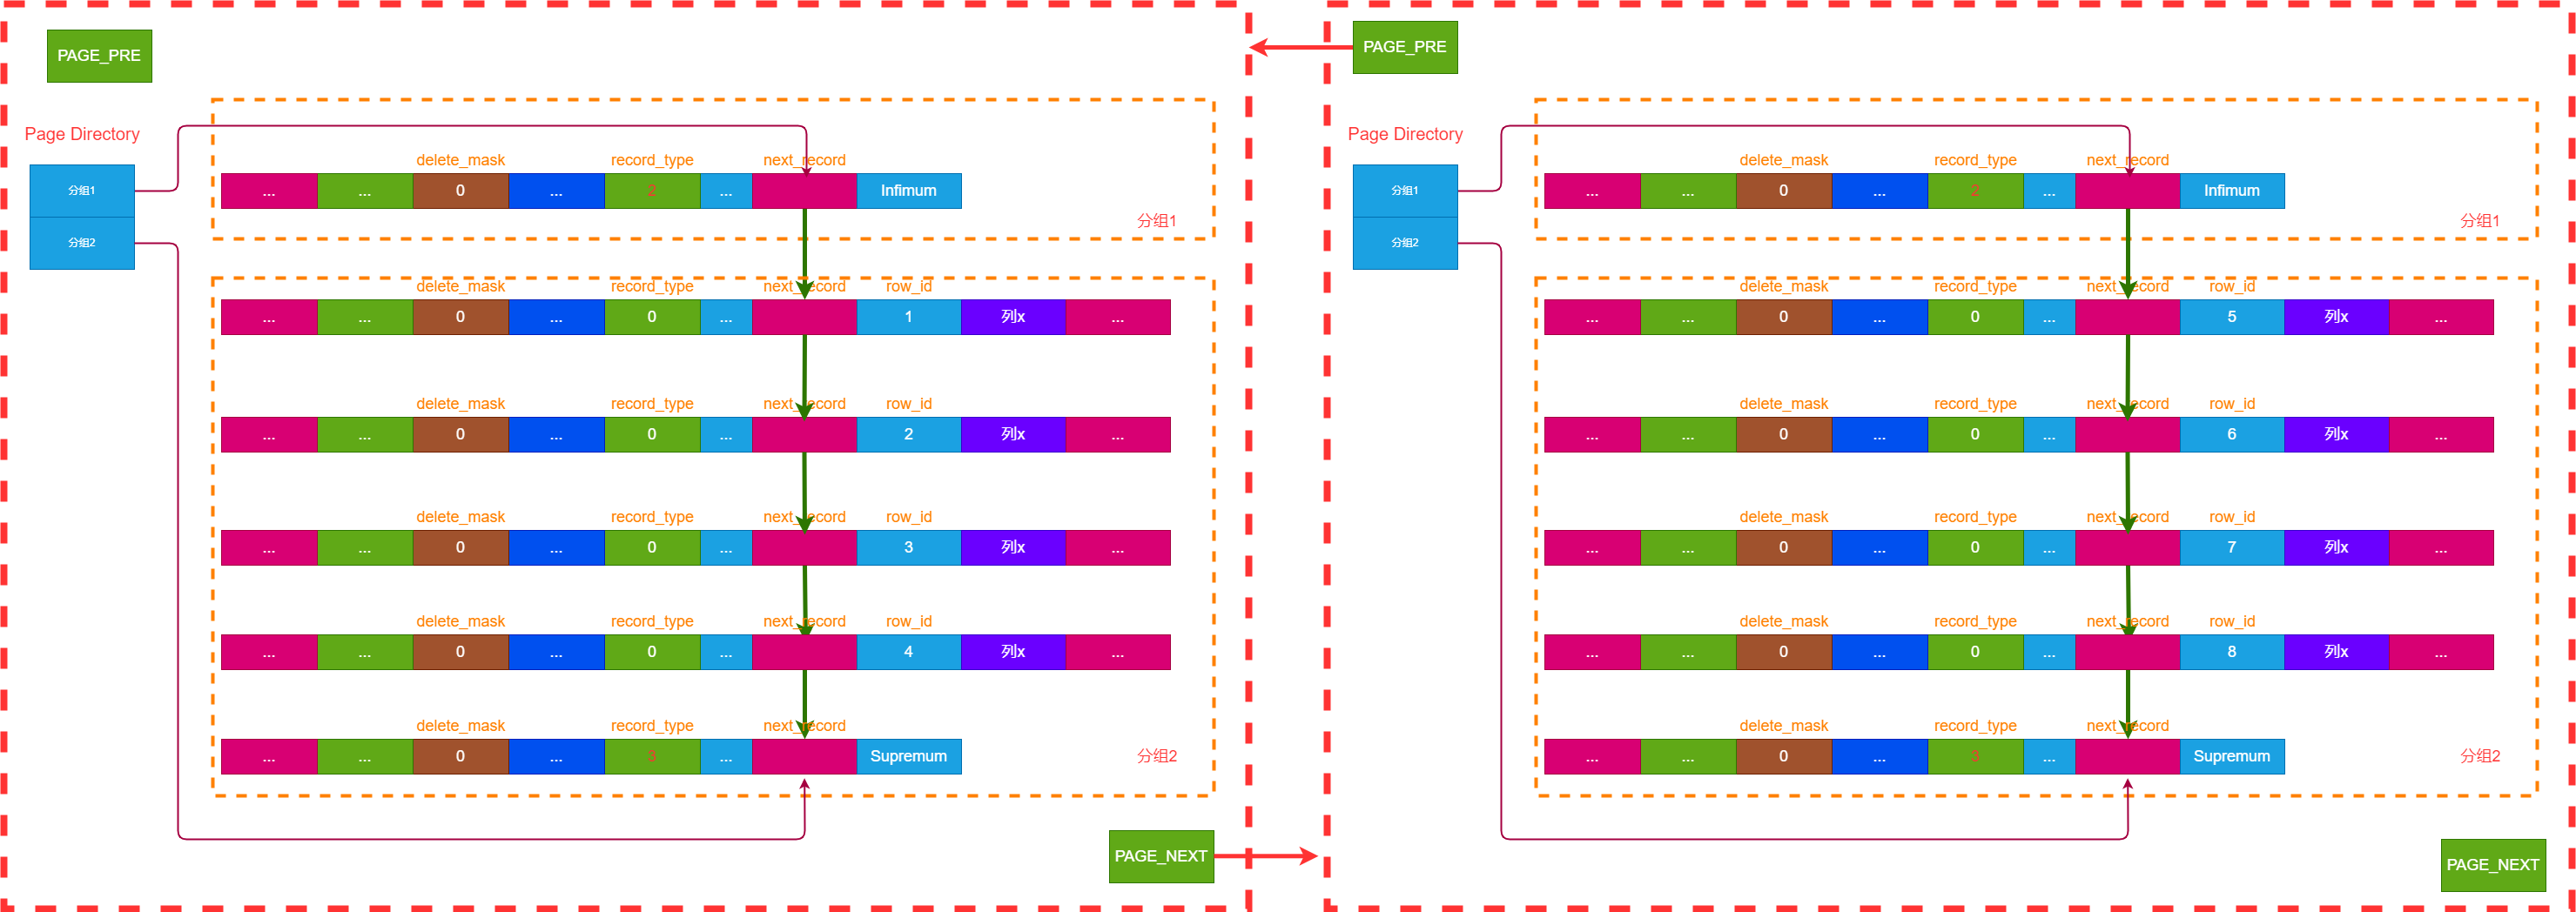 PAGE_PRE
Page Directory
分组1
分组2
delete_mask record_type next_record
... ... 0 ... 2 ... Infimum
分组1
delete_mask record_type next_record row_id
... ... 0 ... 0 ... 1 列x ...
delete_mask record_type next_record row_id
... ... 0 ... 0 ... 2 列x ...
delete_mask record_type next_record row_id
... ... 0 ... 0 ... 3 列x ...
delete_mask record_type next_record row_id
... ... 0 ... 0 ... 4 列x ...
delete_mask record_type next_record
... ... 0 ... 3 ... Supremum
分组2
PAGE_NEXT
PAGE_PRE
Page Directory
分组1
分组2
delete_mask record_type next_record
... ... 0 ... 2 ... Infimum
分组1
delete_mask record_type next_record row_id
... ... 0 ... 0 ... 5 列x ...
delete_mask record_type next_record row_id
... ... 0 ... 0 ... 6 列x ...
delete_mask record_type next_record row_id
... ... 0 ... 0 ... 7 列x ...
delete_mask record_type next_record row_id
... ... 0 ... 0 ... 8 列x ...
delete_mask record_type next_record
... ... 0 ... 3 ... Supremum
分组2
PAGE_NEXT